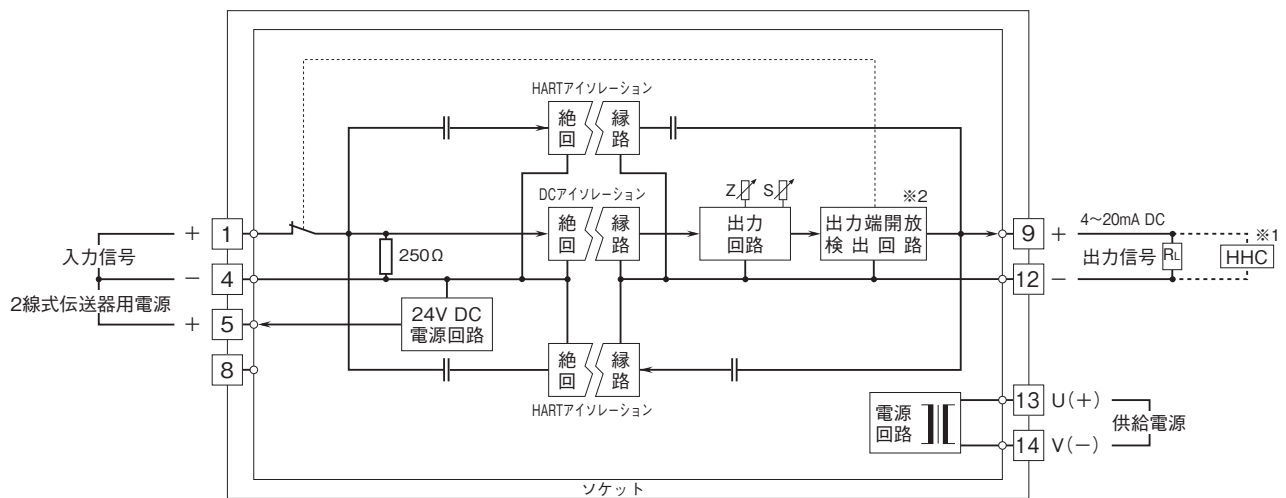 HARTアイソレーション
絶縁
回路
DCアイソレーション
Z S
※2
+ 1
絶縁
回路
出力
回路
出力端開放
検出回路
9 +
4～20mA DC
※1
入力信号
250Ω
出力信号
RL
HHC
− 4
12 −
2線式伝送器用電源
+ 5
24V DC
電源回路
8
絶縁
回路
HARTアイソレーション
電源
回路
13 U(+)
供給電源
14 V(−)
ソケット